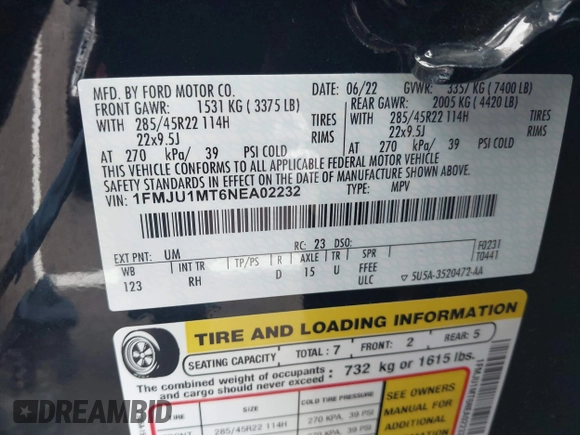 MFD. BY FORD MOTOR CO.
DATE: 06/22 GVWR: 3357 KG ( 7400 LB)
FRONT GAWR: 1531 KG ( 3375 LB)
REAR GAWR: 2005 KG ( 4420 LB)
WITH 285/45R22 114H TIRES
WITH 285/45R22 114H TIRES
22x9.5J RIMS
22x9.5J RIMS
AT 270 kPa/ 39 PSI COLD
AT 270 kPa/ 39 PSI COLD
THIS VEHICLE CONFORMS TO ALL APPLICABLE FEDERAL MOTOR VEHICLE
SAFETY STANDARDS IN EFFECT ON THE DATE OF MANUFACTURE SHOWN ABOVE.
VIN: 1FMJU1MT6NEA02232 TYPE: MPV
EXT PNT: UM RC: 23 DSO: F0231
WB INT TR TP/PS R AXLE TR SPR T0441
123 RH D 15 U FFEE
ULC 5U5A-3520472-AA
TIRE AND LOADING INFORMATION
SEATING CAPACITY TOTAL: 7 FRONT: 2 REAR: 5
The combined weight of occupants
and cargo should never exceed: 732 kg or 1615 lbs.
TIRE SIZE COLD TIRE PRESSURE
285/45R22 114H 270 KPA, 39 PSI
SEE OWNERS
MANUAL FOR
ADDITIONAL
INFORMATION
DREAMBID